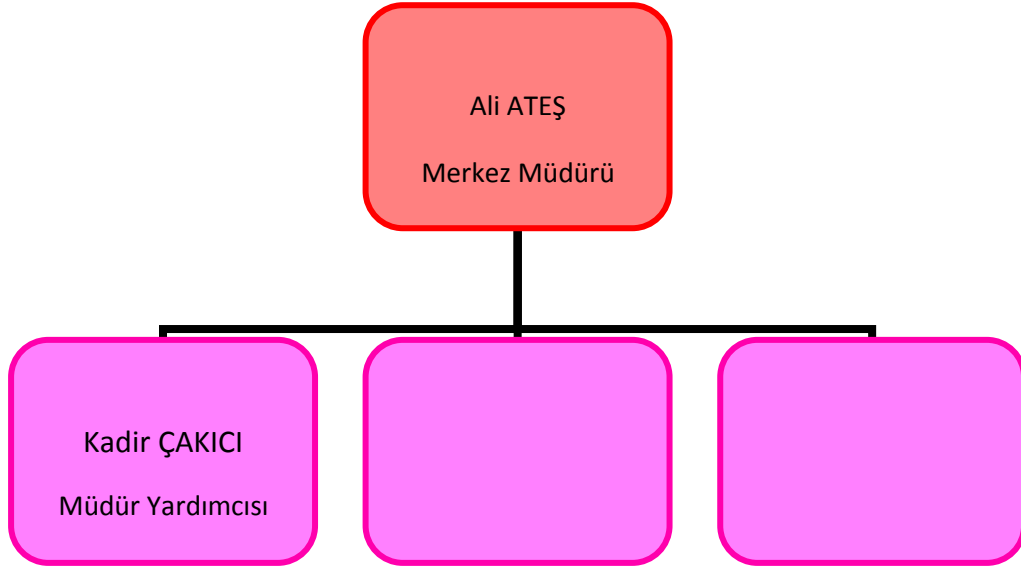 Ali ATEŞ
Merkez Müdürü
Kadir ÇAKICI
Müdür Yardımcısı